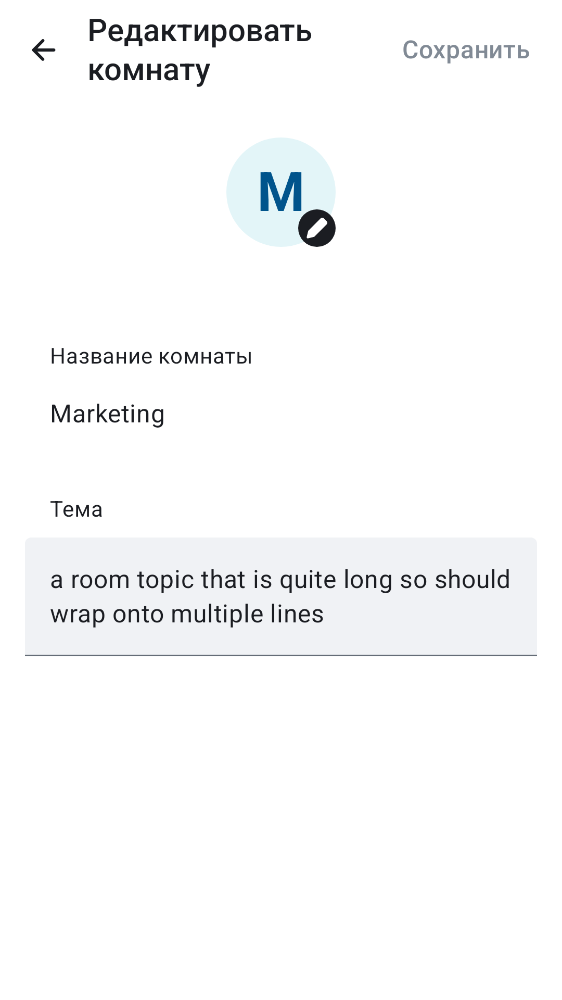 Редактировать
комнату
Сохранить
M
Название комнаты
Marketing
Тема
a room topic that is quite long so should
wrap onto multiple lines